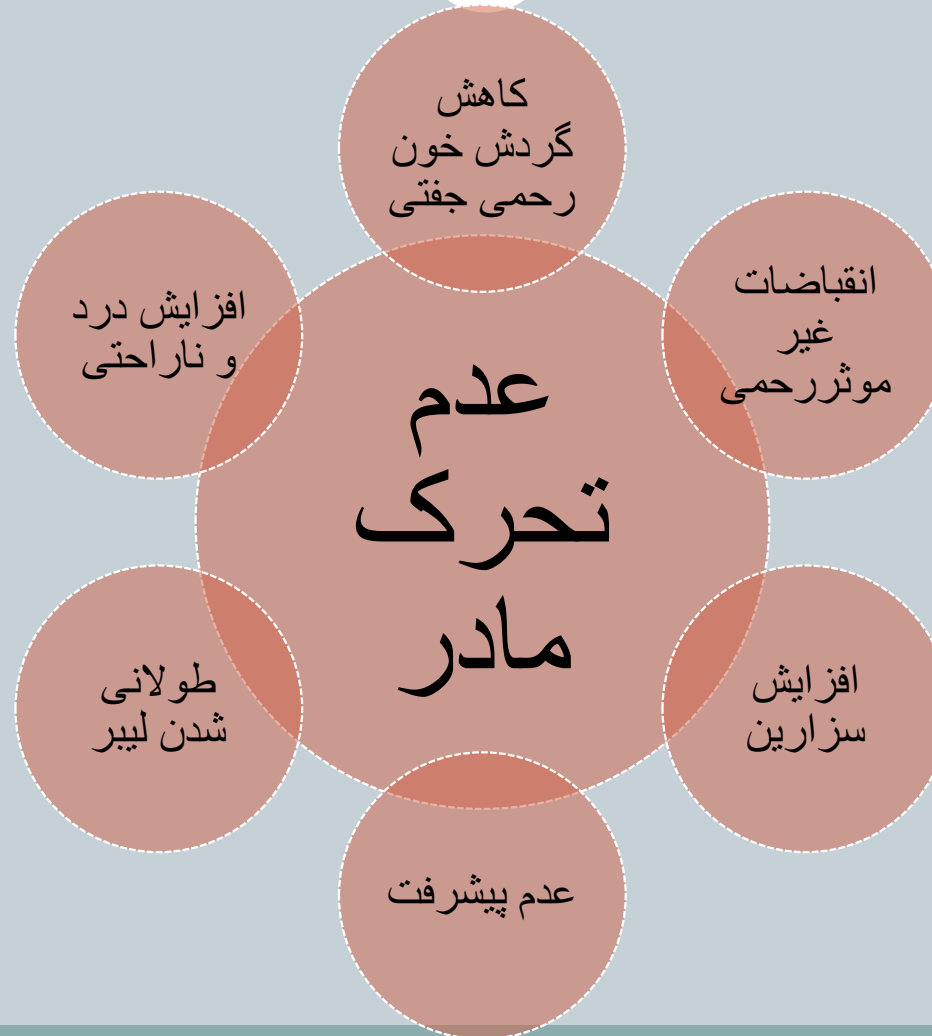 کاهش
گردش خون
رحمی جفتی
انقباضات
غیر
موثررحمی
افزایش درد
و ناراحتی
عدم
تحرک
مادر
افزایش
سزارین
طولانی
شدن لیبر
عدم پیشرفت